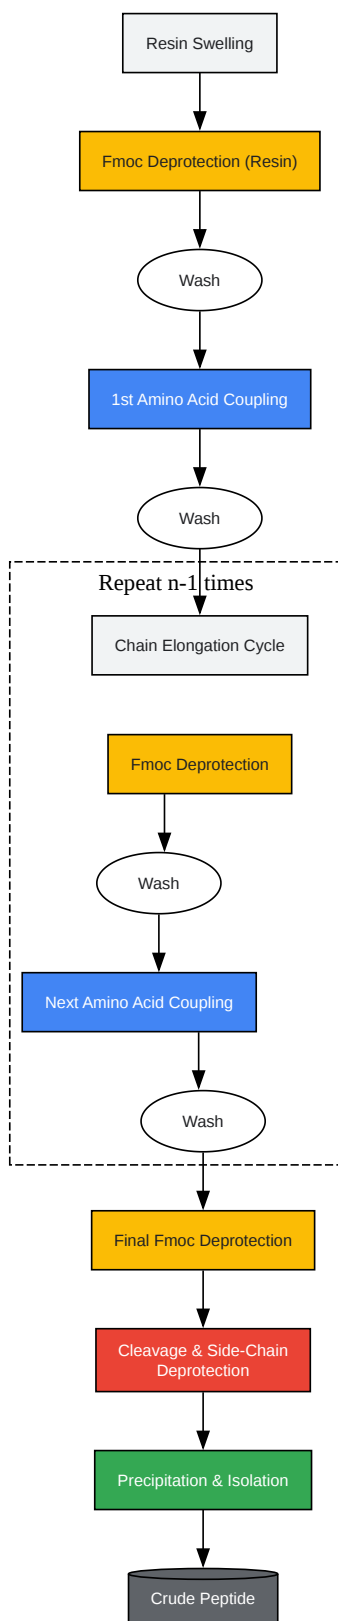 Resin Swelling
Fmoc Deprotection (Resin)
Wash
1st Amino Acid Coupling
Wash
Repeat n-1 times
Chain Elongation Cycle
Fmoc Deprotection
Wash
Next Amino Acid Coupling
Wash
Final Fmoc Deprotection
Cleavage & Side-Chain
Deprotection
Precipitation & Isolation
Crude Peptide